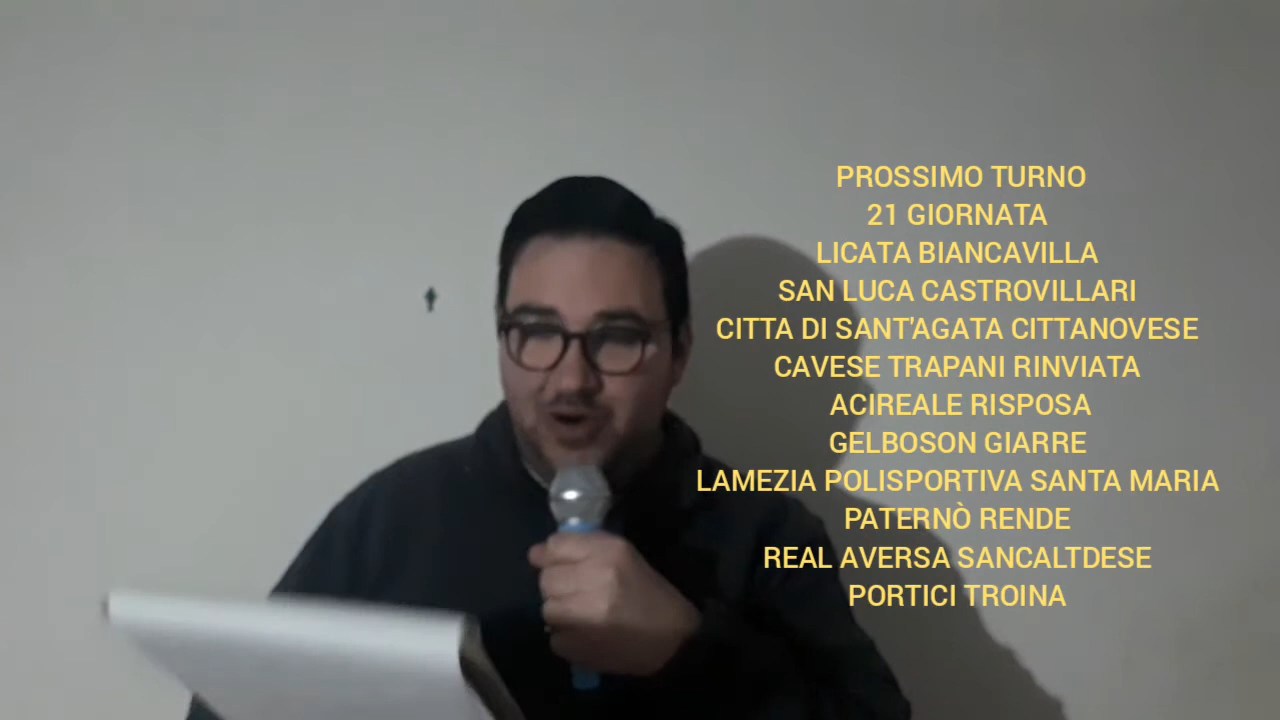 PROSSIMO TURNO
21 GIORNATA
LICATA BIANCAVILLA
SAN LUCA CASTROVILLARI
CITTA DI SANT'AGATA CITTANOVESE
CAVESE TRAPANI RINVIATA
ACIREALE RISPOSA
GELBOSON GIARRE
LAMEZIA POLISPORTIVA SANTA MARIA
PATERNÒ RENDE
REAL AVERSA SANCALTDESE
PORTICI TROINA